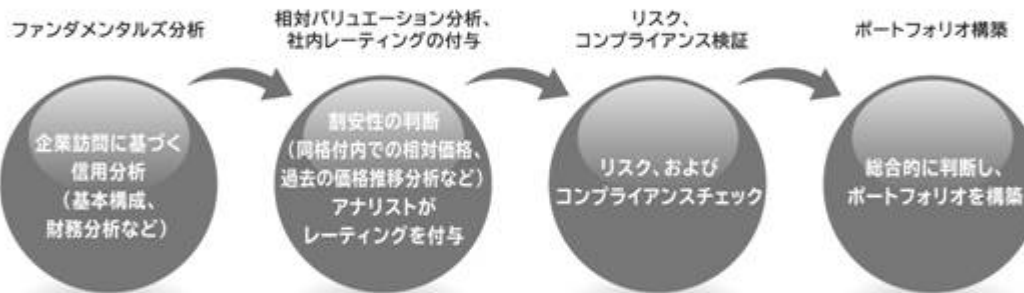 ファンダメンタルズ分析
相対バリュエーション分析、
社内レーティングの付与
リスク、
コンプライアンス検証
ポートフォリオ構築
企業訪問に基づく
信用分析
（基本構成、
財務分析など）
割安性の判断
（同格付内での相対価格、
過去の価格推移分析など）
アナリストが
レーティングを付与
リスク、および
コンプライアンスチェック
総合的に判断し、
ポートフォリオを構築